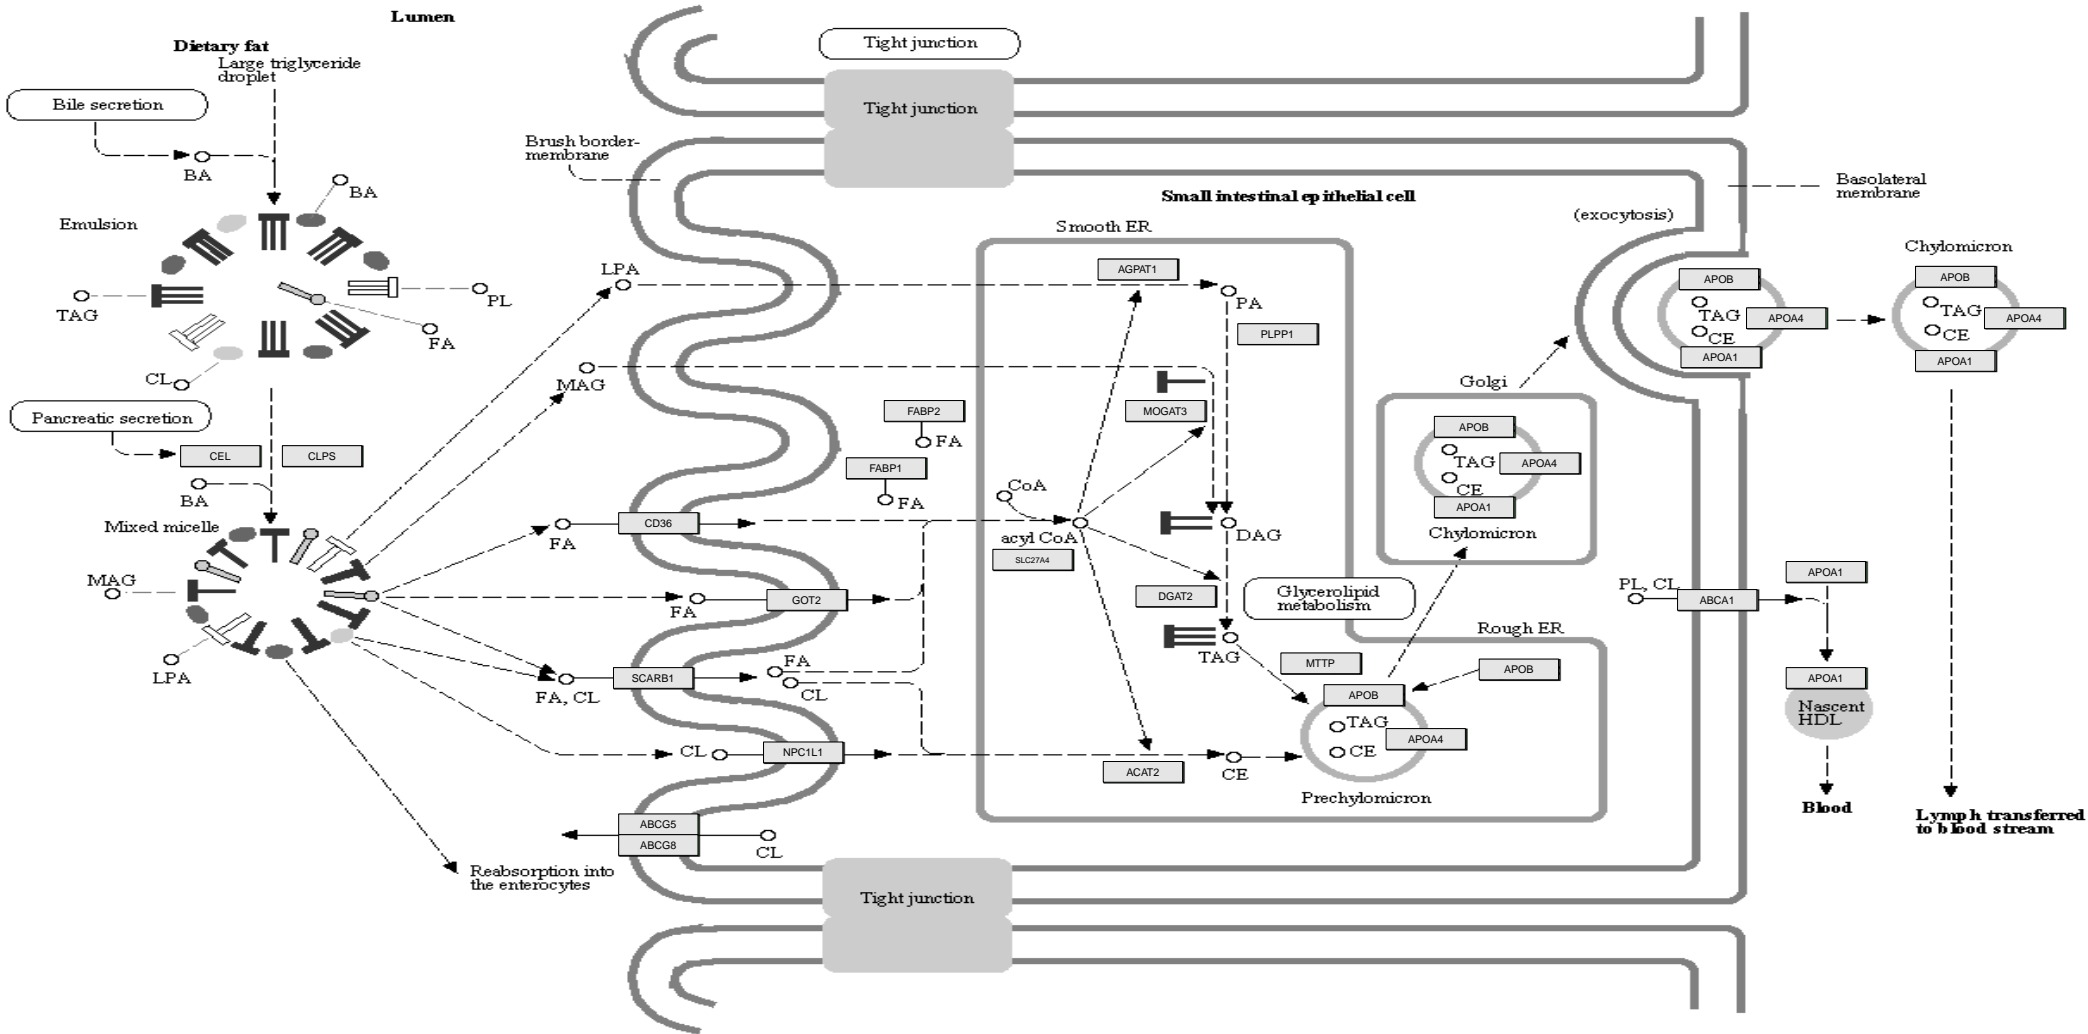 Lumen
Dietary fat
Large triglyceride
droplet
Bile secretion
BA
BA
Emulsion
TAG
PL
FA
CL
Pancreatic secretion
CEL
CLPS
BA
Mixed micelle
MAG
LPA
Reabsorption into
the enterocytes
Tight junction
Tight junction
Brush border-
membrane
LPA
MAG
FA
CD36
FA
GOT2
FA, CL
SCARB1
FA
CL
CL
NPC1L1
ABCG5
ABCG8
CL
Tight junction
FABP2
FA
FABP1
FA
Small intestinal epithelial cell
Smooth ER
AGPAT1
PA
PLPP1
MOGAT3
CoA
acyl CoA
SLC27A4
DAG
DGAT2
Glycerolipid
metabolism
TAG
ACAT2
CE
Rough ER
MTTP
APOB
APOB
TAG
APOA4
CE
Prechylomicron
Golgi
APOB
TAG
APOA4
CE
APOA1
Chylomicron
(exocytosis)
Basolateral
membrane
APOB
TAG
APOA4
CE
APOA1
Chylomicron
APOB
TAG
APOA4
CE
APOA1
PL, CL
ABCA1
APOA1
APOA1
Nascent
HDL
Blood
Lymph transferred
to blood stream